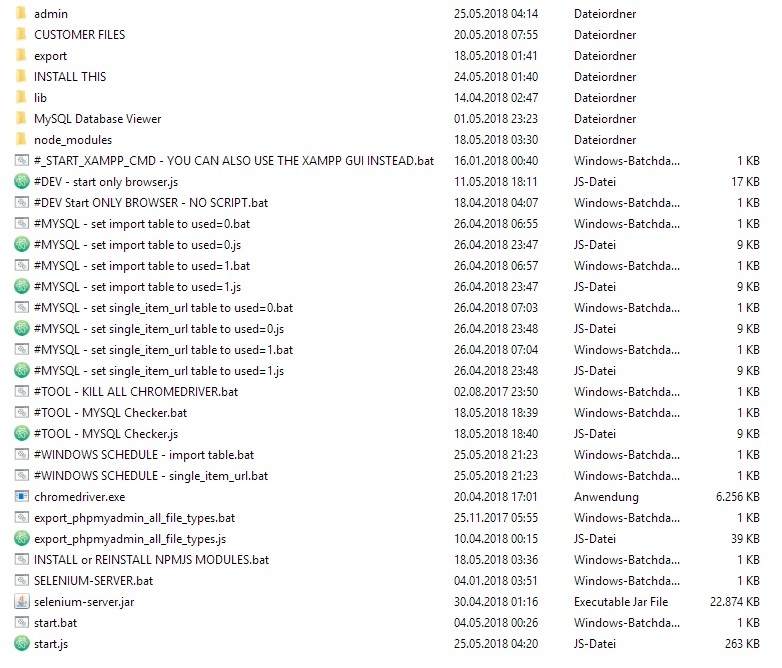 admin 25.05.2018 04:14 Dateiordner
CUSTOMER FILES 20.05.2018 07:55 Dateiordner
export 18.05.2018 01:41 Dateiordner
INSTALL THIS 24.05.2018 01:40 Dateiordner
lib 14.04.2018 02:47 Dateiordner
MySQL Database Viewer 01.05.2018 23:23 Dateiordner
node_modules 18.05.2018 03:30 Dateiordner
#_START_XAMPP_CMD - YOU CAN ALSO USE THE XAMPP GUI INSTEAD.bat 16.01.2018 00:40 Windows-Batchda... 1 KB
#DEV - start only browser.js 11.05.2018 18:11 JS-Datei 17 KB
#DEV Start ONLY BROWSER - NO SCRIPT.bat 18.04.2018 04:07 Windows-Batchda... 1 KB
#MYSQL - set import table to used=0.bat 26.04.2018 06:55 Windows-Batchda... 1 KB
#MYSQL - set import table to used=0.js 26.04.2018 23:47 JS-Datei 9 KB
#MYSQL - set import table to used=1.bat 26.04.2018 06:57 Windows-Batchda... 1 KB
#MYSQL - set import table to used=1.js 26.04.2018 23:47 JS-Datei 9 KB
#MYSQL - set single_item_url table to used=0.bat 26.04.2018 07:03 Windows-Batchda... 1 KB
#MYSQL - set single_item_url table to used=0.js 26.04.2018 23:48 JS-Datei 9 KB
#MYSQL - set single_item_url table to used=1.bat 26.04.2018 07:04 Windows-Batchda... 1 KB
#MYSQL - set single_item_url table to used=1.js 26.04.2018 23:48 JS-Datei 9 KB
#TOOL - KILL ALL CHROMEDRIVER.bat 02.08.2017 23:50 Windows-Batchda... 1 KB
#TOOL - MYSQL Checker.bat 18.05.2018 18:39 Windows-Batchda... 1 KB
#TOOL - MYSQL Checker.js 18.05.2018 18:40 JS-Datei 9 KB
#WINDOWS SCHEDULE - import table.bat 25.05.2018 21:23 Windows-Batchda... 1 KB
#WINDOWS SCHEDULE - single_item_url.bat 25.05.2018 21:23 Windows-Batchda... 1 KB
chromedriver.exe 20.04.2018 17:01 Anwendung 6.256 KB
export_phpmyadmin_all_file_types.bat 25.11.2017 05:55 Windows-Batchda... 1 KB
export_phpmyadmin_all_file_types.js 10.04.2018 00:15 JS-Datei 39 KB
INSTALL or REINSTALL NPMJS MODULES.bat 18.05.2018 03:36 Windows-Batchda... 1 KB
SELENIUM-SERVER.bat 04.01.2018 03:51 Windows-Batchda... 1 KB
selenium-server.jar 30.04.2018 01:16 Executable Jar File 22.874 KB
start.bat 04.05.2018 00:26 Windows-Batchda... 1 KB
start.js 25.05.2018 04:20 JS-Datei 263 KB